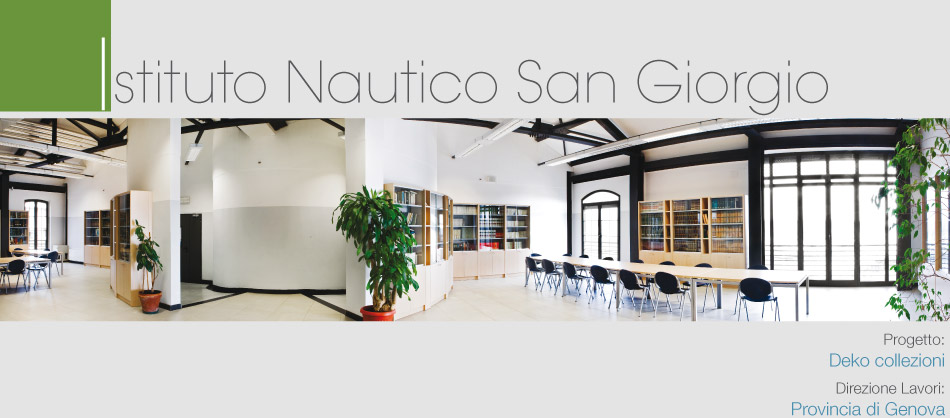 Istituto Nautico San Giorgio
Progetto:
Deko collezioni
Direzione Lavori:
Provincia di Genova